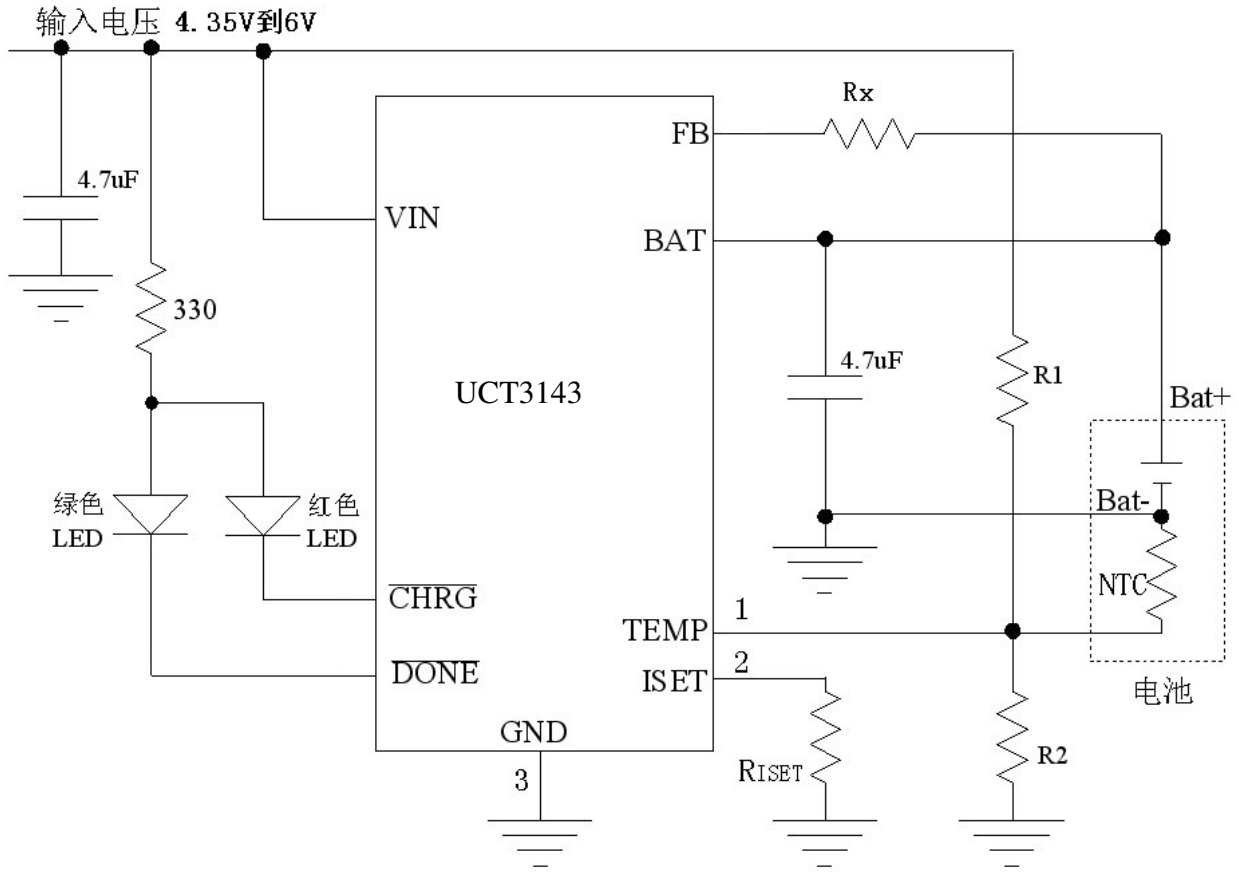 输入电压 4.35V到6V
Rx
FB
4.7uF
VIN
BAT
330
4.7uF
R1
UCT3143
Bat+
绿色
LED
红色
LED
Bat-
NTC
CHRG
1
TEMP
2
DONE
ISET
电池
GND
3
RISET
R2